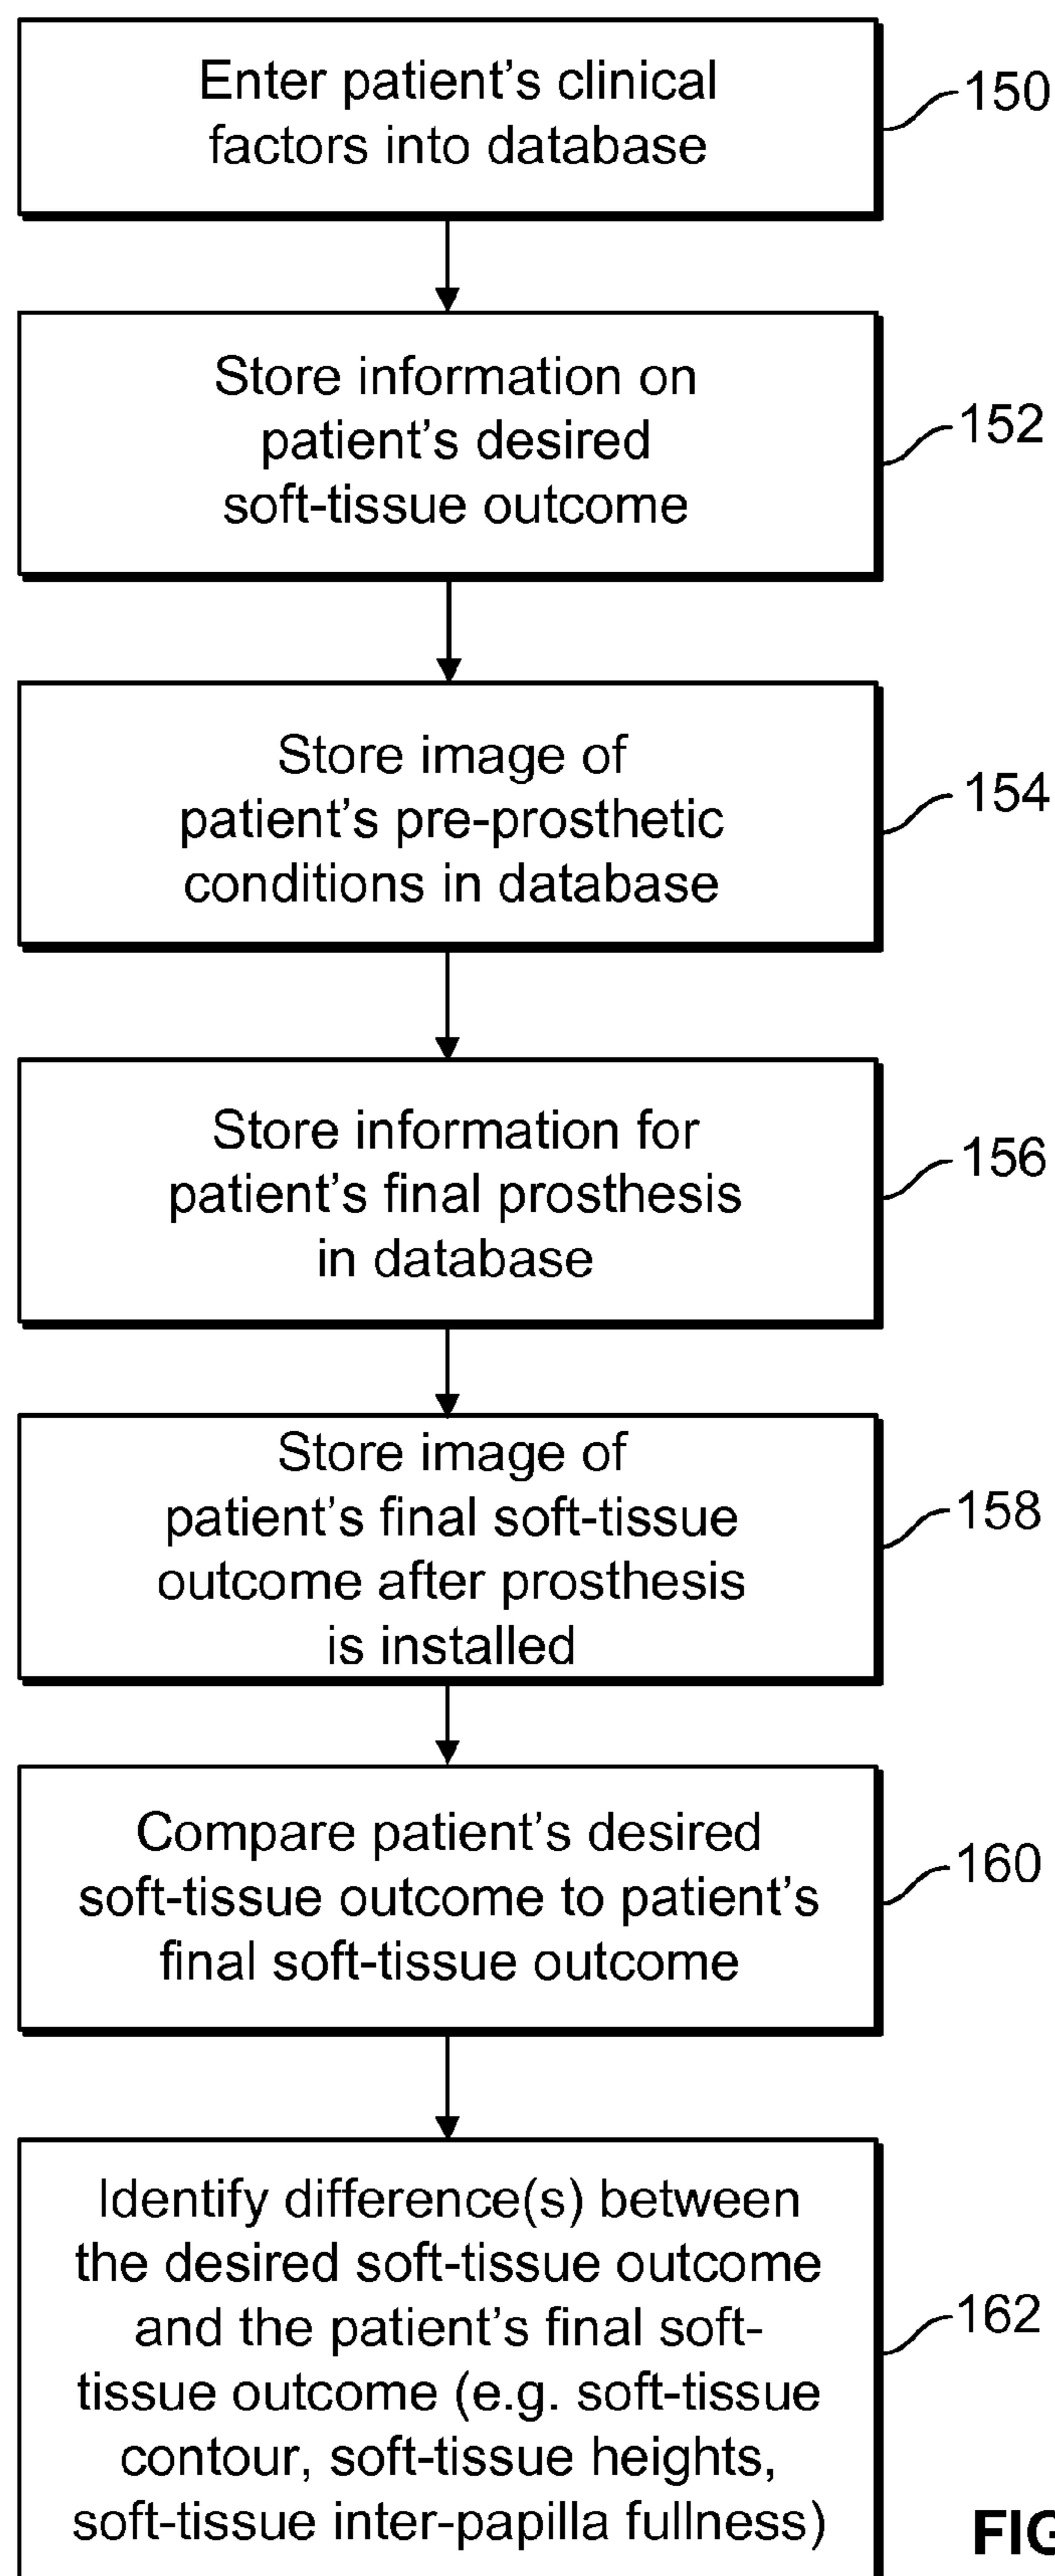 Enter patient's clinical
factors into database
150
Store information on
patient's desired
soft-tissue outcome
152
Store image of
patient's pre-prosthetic
conditions in database
154
Store information for
patient's final prosthesis
in database
156
Store image of
patient's final soft-tissue
outcome after prosthesis
is installed
158
Compare patient's desired
soft-tissue outcome to patient's
final soft-tissue outcome
160
Identify difference(s) between
the desired soft-tissue outcome
and the patient's final soft-
tissue outcome (e.g. soft-tissue
contour, soft-tissue heights,
soft-tissue inter-papilla fullness)
162